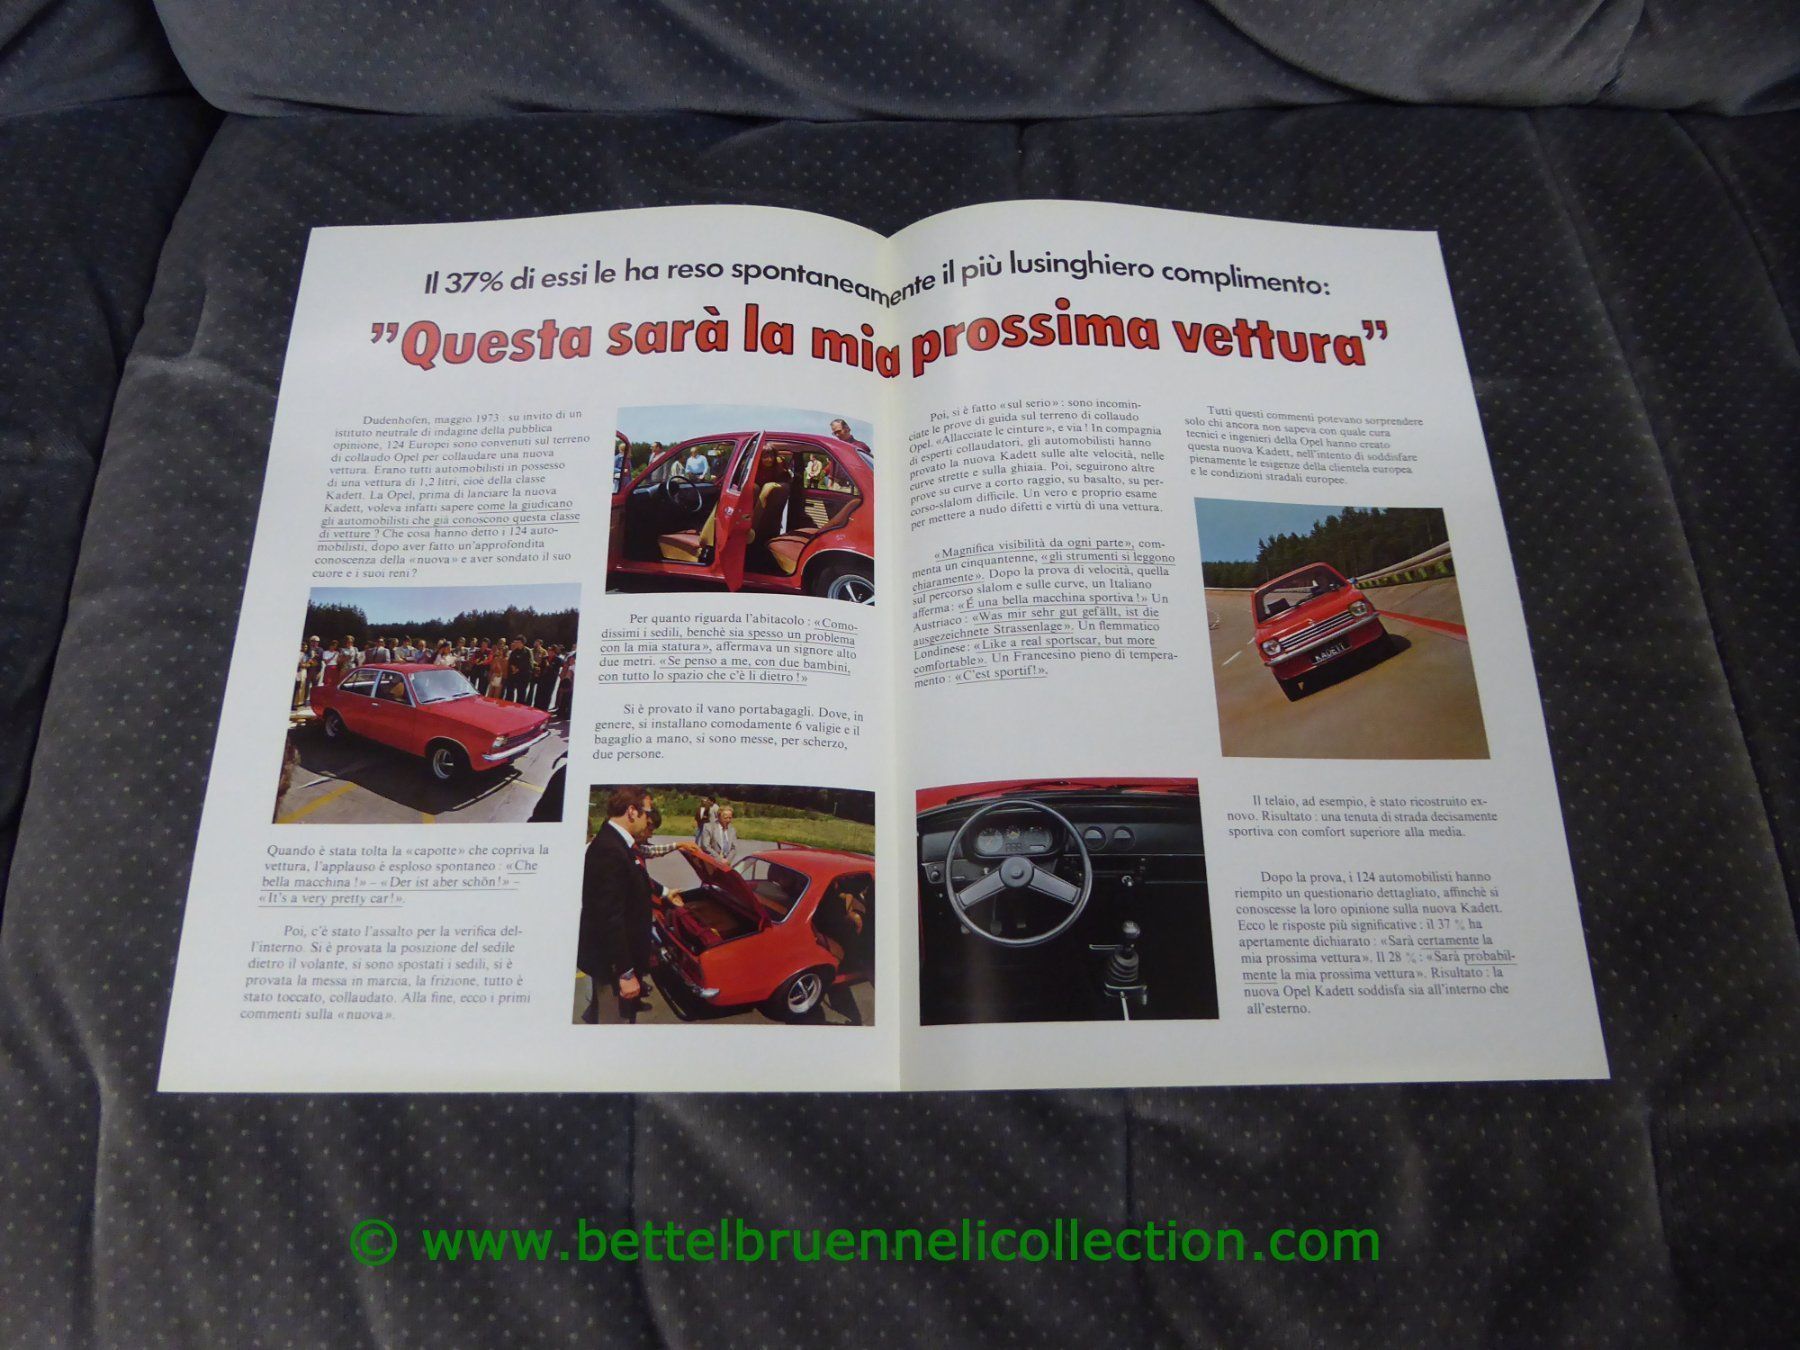 Il 37% di essi le ha reso spontaneamente il più lusinghiero complimento:
”Questa sarà la mia prossima vettura”
Dudenhofen, maggio 1973: su invito di un
istituto neutrale di indagine della pubblica
opinione, 124 Europei sono convenuti sul terreno
di collaudo Opel per collaudare una nuova
vettura. Erano tutti automobilisti in possesso
di una vettura di 1,2 litri, cioè della classe
Kadett. La Opel, prima di lanciare la nuova
Kadett, voleva infatti sapere come la giudicano
gli automobilisti che già conoscono questa classe
di vetture? Che cosa hanno detto i 124 auto-
mobilisti, dopo aver fatto un'approfondita
conoscenza della «nuova» e aver sondato il suo
cuore e i suoi reni?
Quando è stata tolta la «capotte» che copriva la
vettura, l'applauso è esploso spontaneo: «Che
bella macchina!» – «Der ist aber schön!» –
«It's a very pretty car!».
Poi, c'è stato l'assalto per la verifica del-
l'interno. Si è provata la posizione del sedile
dietro il volante, si sono spostati i sedili, si è
provata la messa in marcia, la frizione, tutto è
stato toccato, collaudato. Alla fine, ecco i primi
commenti sulla «nuova».
Per quanto riguarda l'abitacolo: «Como-
dissimi i sedili, benchè sia spesso un problema
con la mia statura», affermava un signore alto
due metri. «Se penso a me, con due bambini,
con tutto lo spazio che c'è lì dietro!»
Si è provato il vano portabagagli. Dove, in
genere, si installano comodamente 6 valigie e il
bagaglio a mano, si sono messe, per scherzo,
due persone.
Poi, si è fatto «sul serio»: sono incomin-
ciate le prove di guida sul terreno di collaudo
Opel. «Allacciate le cinture», e via! In compagnia
di esperti collaudatori, gli automobilisti hanno
provato la nuova Kadett sulle alte velocità, nelle
curve strette e sulla ghiaia. Poi, seguirono altre
prove su curve a corto raggio, su basalto, su per-
corso-slalom difficile. Un vero e proprio esame
per mettere a nudo difetti e virtù di una vettura.
«Magnifica visibilità da ogni parte», com-
menta un cinquantenne, «gli strumenti si leggono
chiaramente». Dopo la prova di velocità, quella
sul percorso slalom e sulle curve, un Italiano
afferma: «É una bella macchina sportiva!» Un
Austriaco: «Was mir sehr gut gefällt, ist die
ausgezeichnete Strassenlage». Un flemmatico
Londinese: «Like a real sportscar, but more
comfortable». Un Francesino pieno di tempera-
mento: «C'est sportif!».
Tutti questi commenti potevano sorprendere
solo chi ancora non sapeva con quale cura
tecnici e ingenieri della Opel hanno creato
questa nuova Kadett, nell'intento di soddisfare
pienamente le esigenze della clientela europea
e le condizioni stradali europee.
KADETT
Il telaio, ad esempio, è stato ricostruito ex-
novo. Risultato: una tenuta di strada decisamente
sportiva con comfort superiore alla media.
Dopo la prova, i 124 automobilisti hanno
riempito un questionario dettagliato, affinchè si
conoscesse la loro opinione sulla nuova Kadett.
Ecco le risposte più significative: il 37 % ha
apertamente dichiarato: «Sarà certamente la
mia prossima vettura». Il 28 %: «Sarà probabil-
mente la mia prossima vettura». Risultato: la
nuova Opel Kadett soddisfa sia all'interno che
all'esterno.
© www.bettelbruennelicollection.com